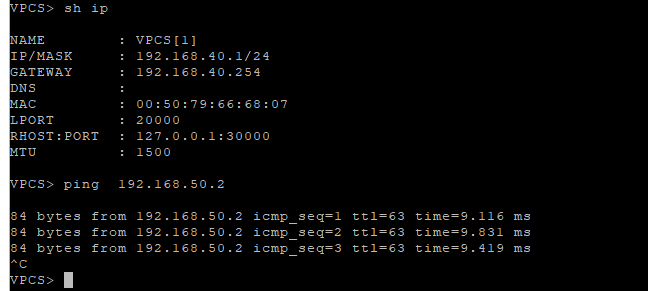 VPCS> sh ip
NAME        : VPCS[1]
IP/MASK     : 192.168.40.1/24
GATEWAY     : 192.168.40.254
DNS         :
MAC         : 00:50:79:66:68:07
LPORT       : 20000
RHOST:PORT  : 127.0.0.1:30000
MTU         : 1500
VPCS> ping  192.168.50.2
84 bytes from 192.168.50.2 icmp_seq=1 ttl=63 time=9.116 ms
84 bytes from 192.168.50.2 icmp_seq=2 ttl=63 time=9.831 ms
84 bytes from 192.168.50.2 icmp_seq=3 ttl=63 time=9.419 ms
^C
VPCS>